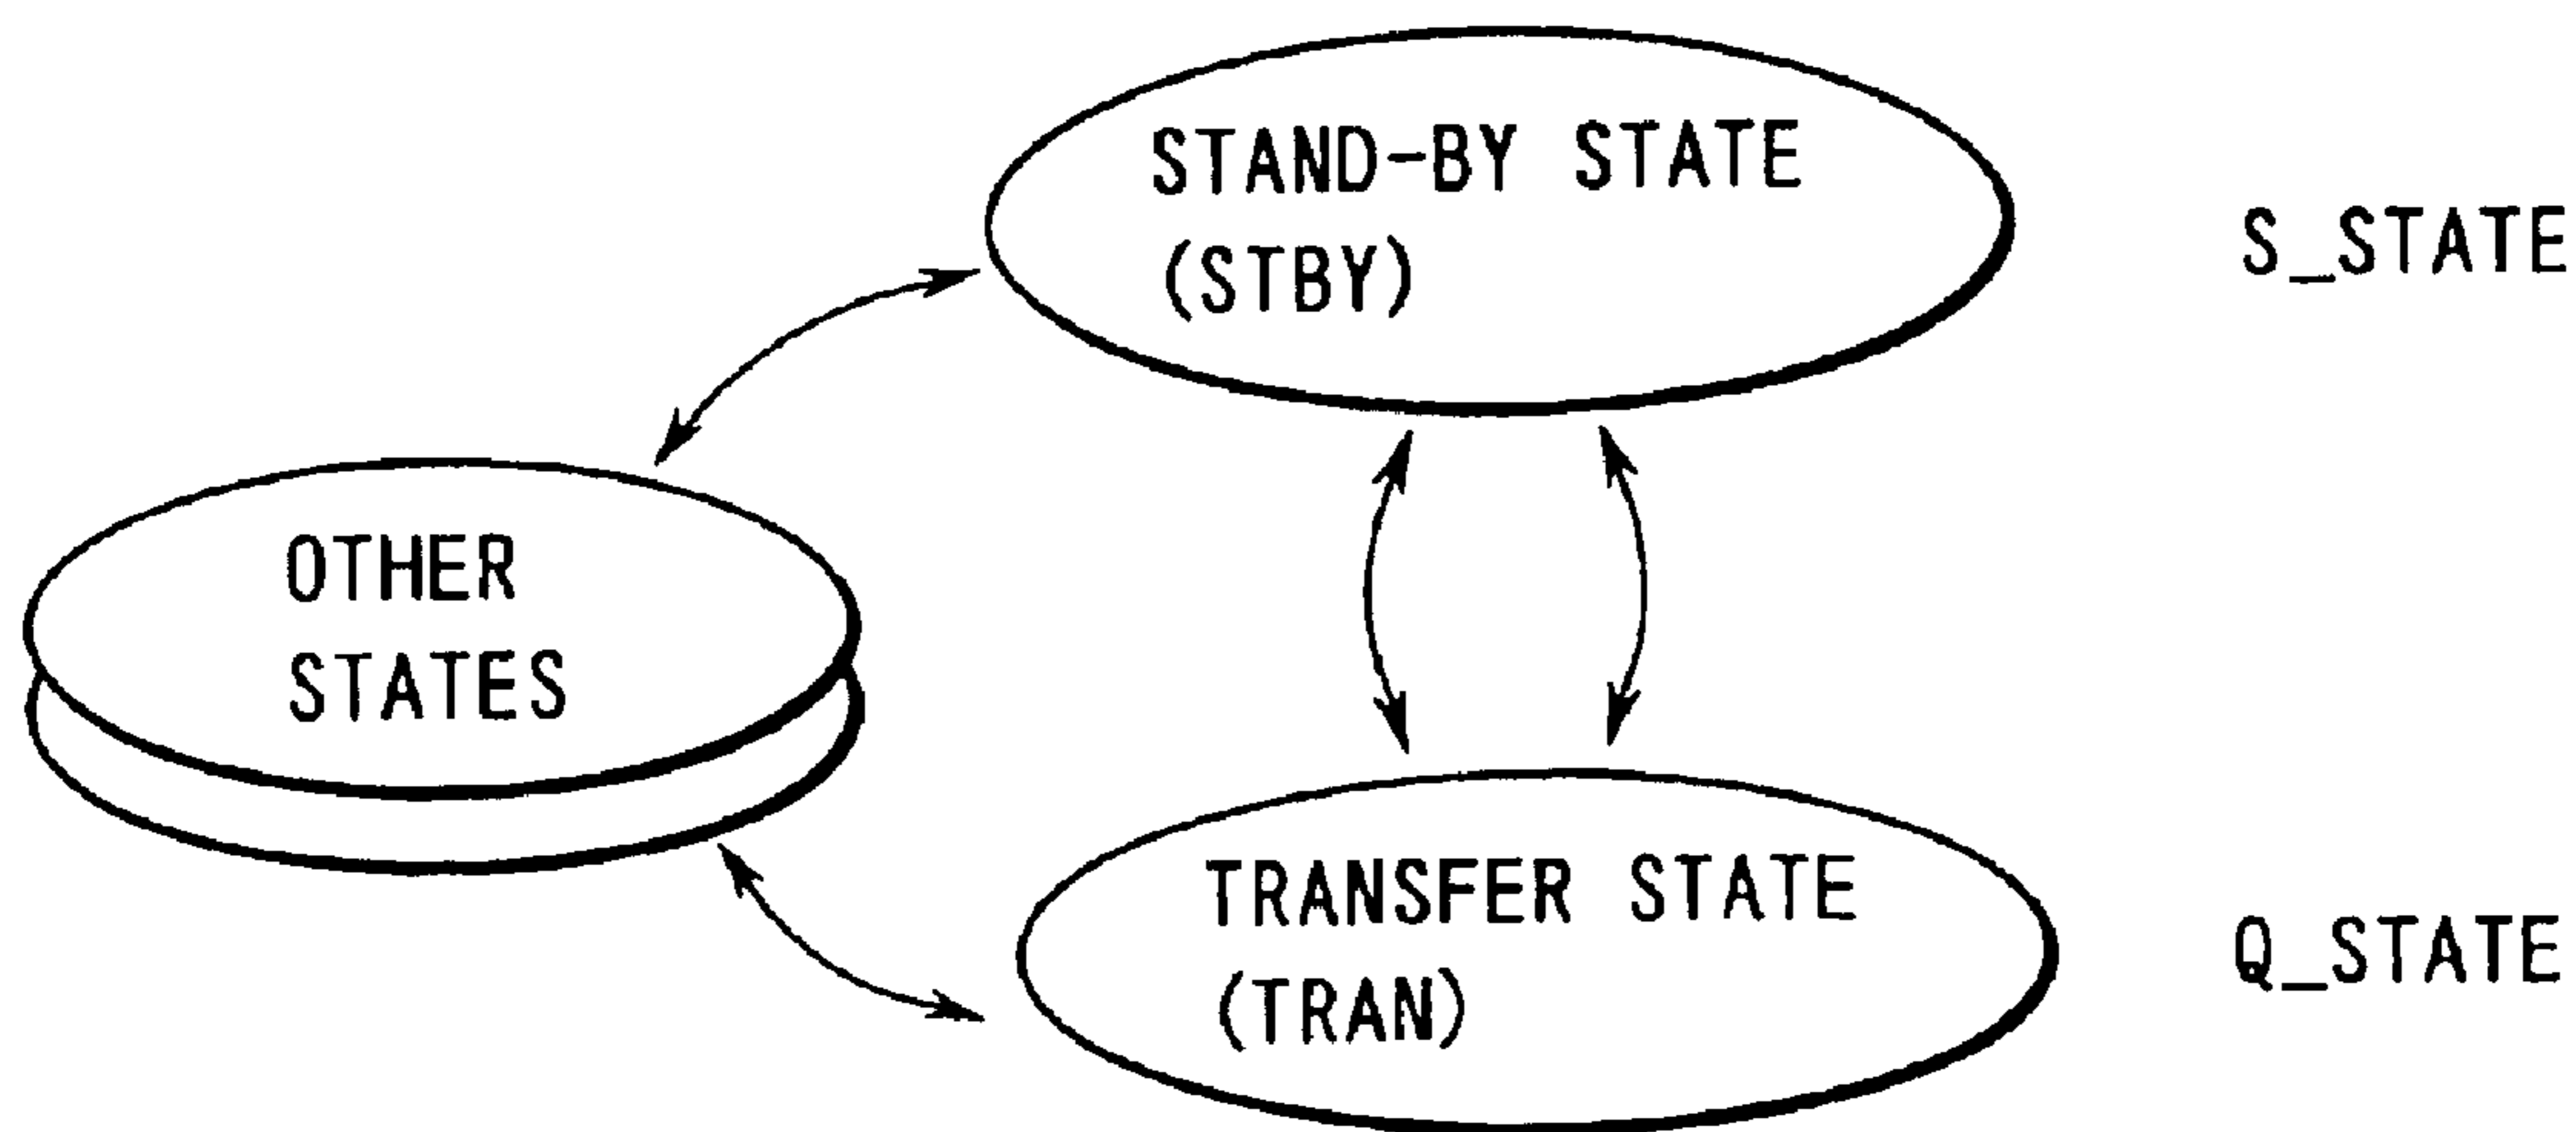 STAND-BY STATE
(STBY)
S_STATE
OTHER
STATES
TRANSFER STATE
(TRAN)
Q_STATE